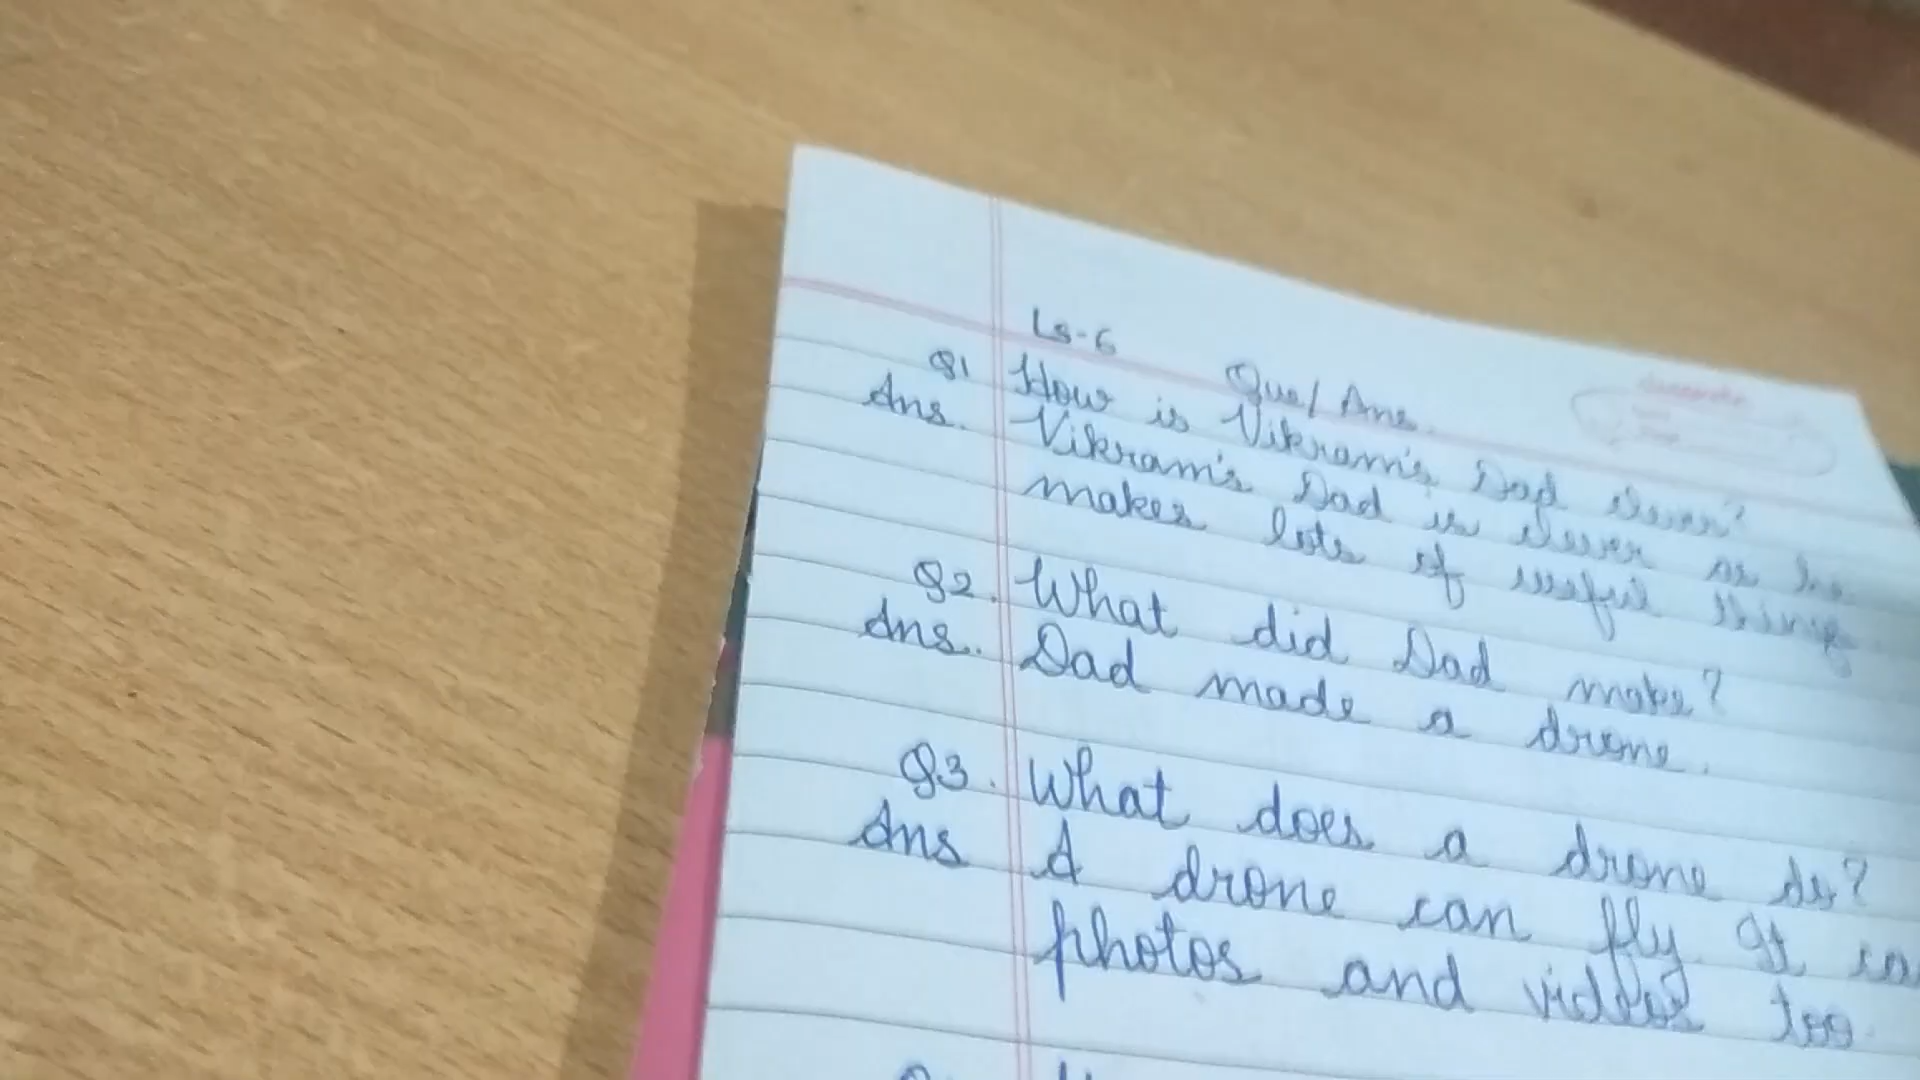 Ls-6
Que/Ans.
Q1 How is Vikram's Dad clever?
Ans. Vikram's Dad is clever as he
makes lots of useful things
Q2. What did Dad make?
Ans. Dad made a drone.
Q3. What does a drone do?
Ans A drone can fly. It
photos and videos too